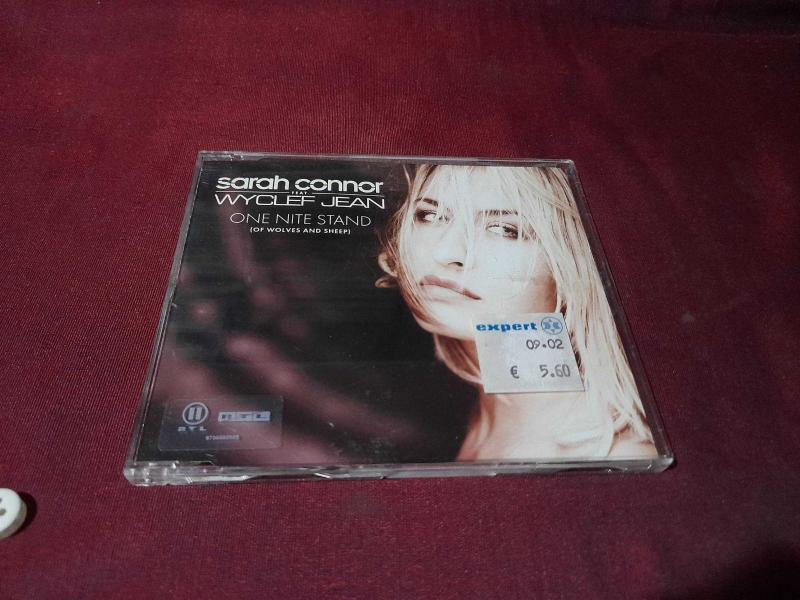 sarah connor
FEAT.
WYCLEF JEAN
ONE NITE STAND
(OF WOLVES AND SHEEP)
expert
09.02
€ 5.60
RTL